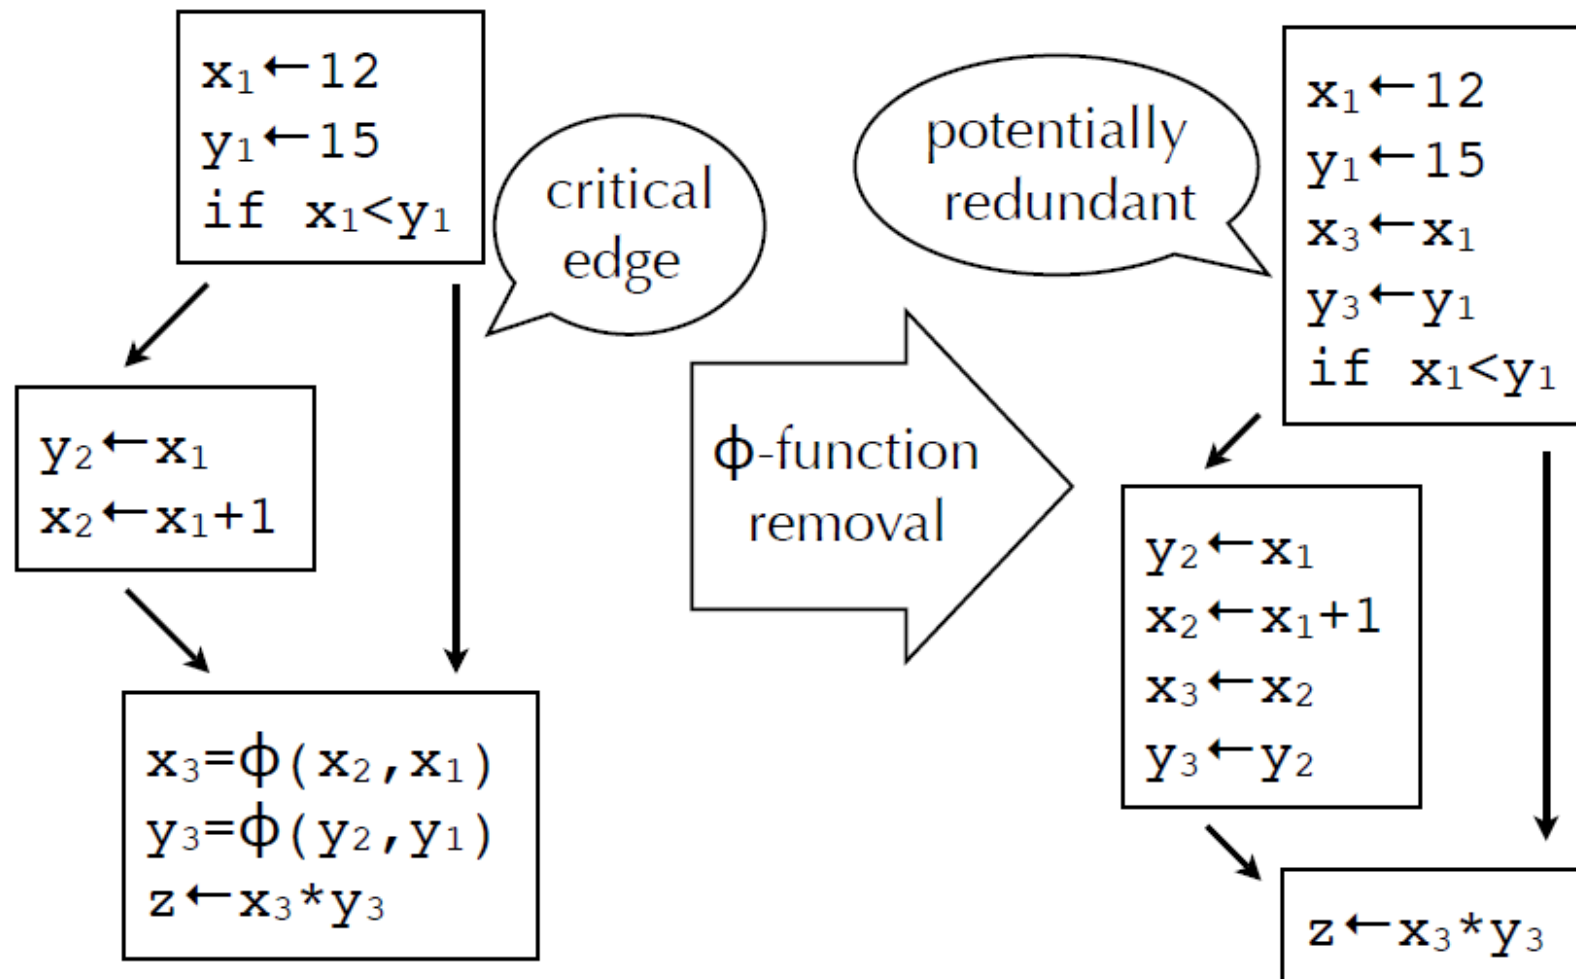 x₁←12
y₁←15
if x₁<y₁
critical
edge
y₂←x₁
x₂←x₁+1
x₃=ϕ(x₂,x₁)
y₃=ϕ(y₂,y₁)
z←x₃*y₃
ϕ-function
removal
potentially
redundant
x₁←12
y₁←15
x₃←x₁
y₃←y₁
if x₁<y₁
y₂←x₁
x₂←x₁+1
x₃←x₂
y₃←y₂
z←x₃*y₃